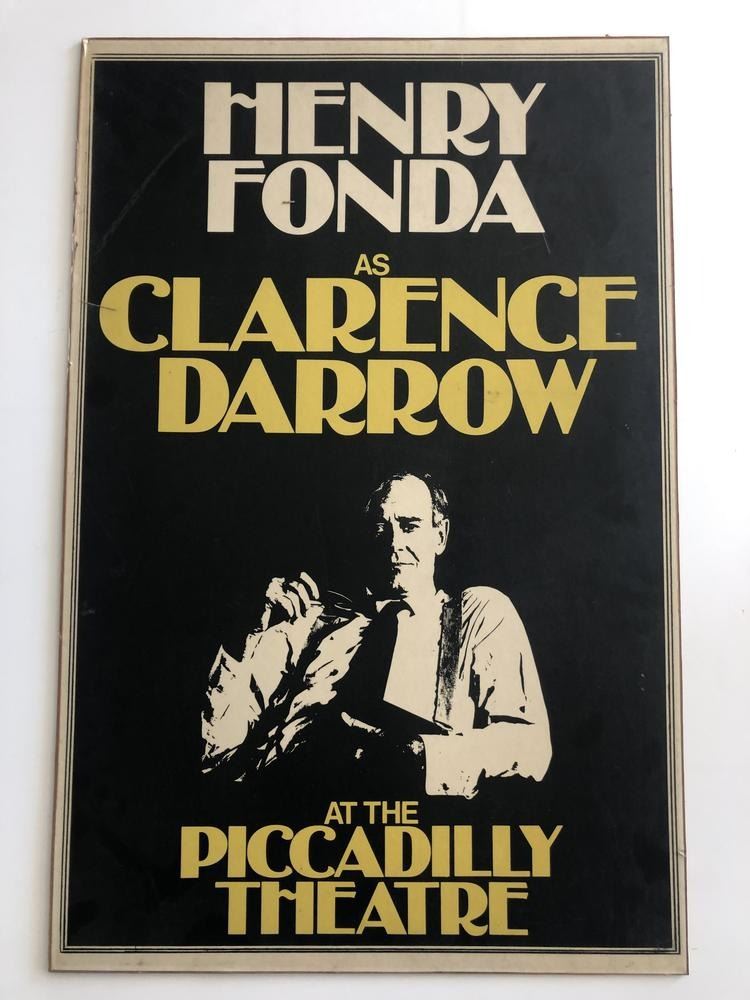 HENRY
FONDA
AS
CLARENCE
DARROW
AT THE
PICCADILLY
THEATRE